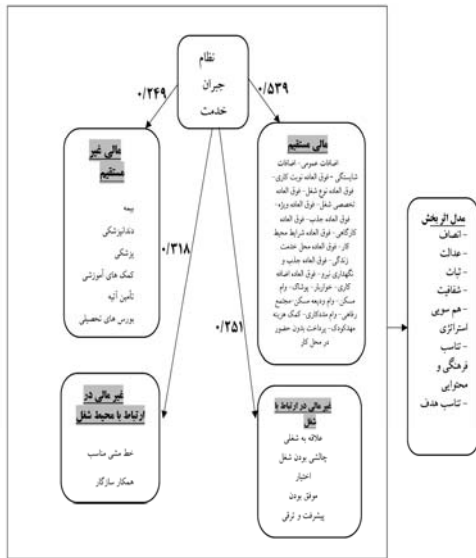 نظام
جبران
خدمت
۰/۵۳۹
۰/۲۴۹
۰/۳۱۸
۰/۲۵۱
مالی مستقیم
اضافات عمومی- اضافات
شایستگی- فوق العاده نوبت کاری-
فوق العاده نوع شغل- فوق العاده
تخصصی شغل- فوق العاده ویژه-
فوق العاده جذب- فوق العاده
کارگاهی- فوق العاده شرایط محیط
کار- فوق العاده محل خدمت
زندگی- فوق العاده جذب و
نگهداری نیرو- فوق العاده اضافه
کاری- خواربار- پوشاک- وام
مسکن- وام ودیعه مسکن-مجتمع
رفاهی- وام مددکاری- کمک هزینه
مهدکودک- پرداخت بدون حضور
در محل کار
مالی غیر
مستقیم
بیمه
دندانپزشکی
پزشکی
کمک های آموزشی
تأمین آتیه
بورس های تحصیلی
غیر مالی در ارتباط با
شغل
علاقه به شغلی
چالشی بودن شغل
اختیار
موفق بودن
پیشرفت و ترقی
غیر مالی در
ارتباط با محیط شغل
خط مشی مناسب
همکار سازگار
مدل اثربخش
- انصاف
- عدالت
- ثبات
- شفافیت
- هم سویی
استراتژی
- تناسب
فرهنگی و
محتوایی
- تناسب هدف